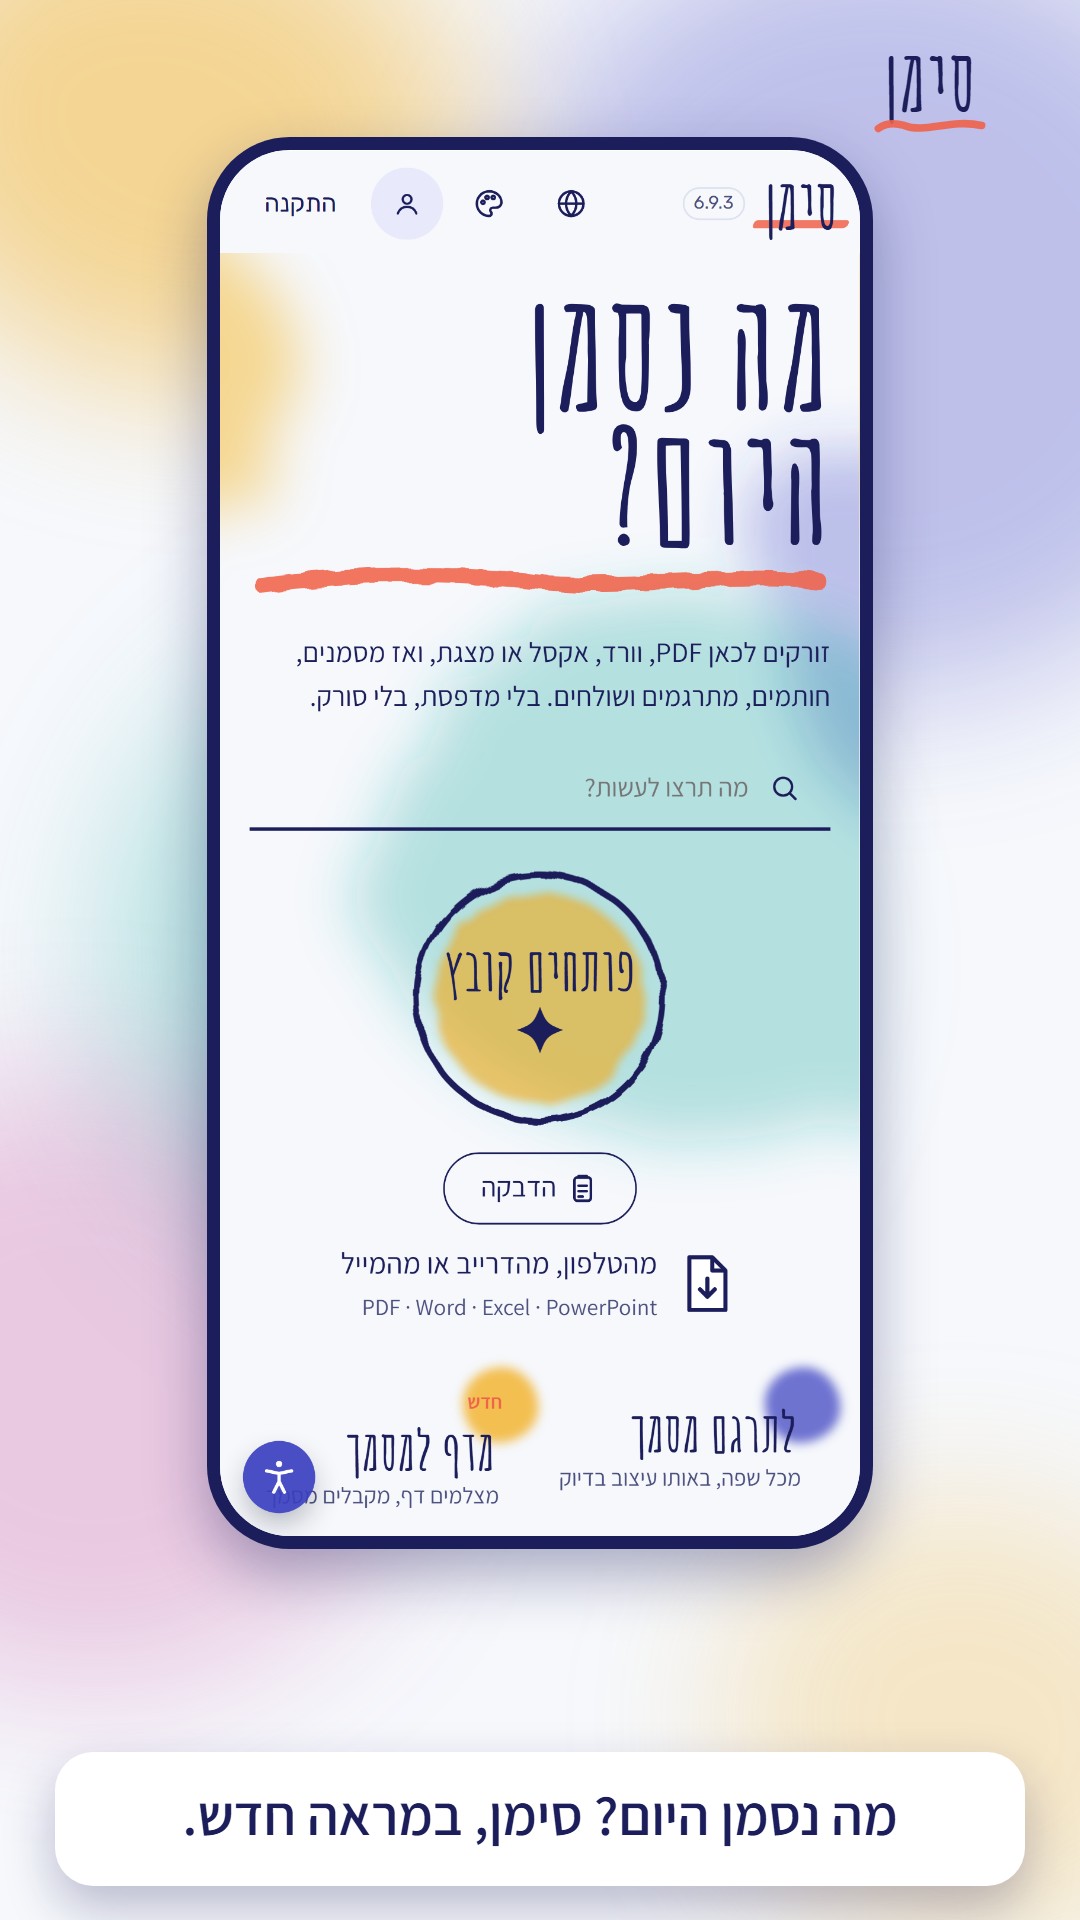 סימן
סימן 6.9.3 התקנה
מה נסמן
היום?
זורקים לכאן PDF, וורד, אקסל או מצגת, ואז מסמנים,
חותמים, מתרגמים ושולחים. בלי מדפסת, בלי סורק.
מה תרצו לעשות?
פותחים קובץ
הדבקה
מהטלפון, מהדרייב או מהמייל
PDF · Word · Excel · PowerPoint
לתרגם מסמך
מכל שפה, באותו עיצוב בדיוק
חדש
מדף למסמך
מצלמים דף, מקבלים מסמך
מה נסמן היום? סימן, במראה חדש.